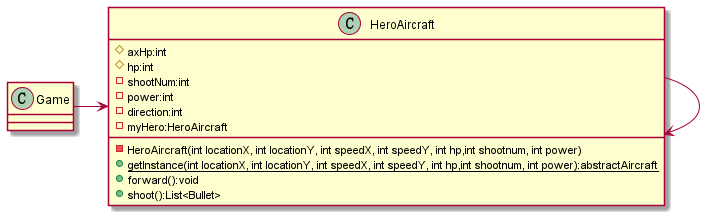 C HeroAircraft
axHp:int
hp:int
shootNum:int
power:int
direction:int
myHero:HeroAircraft
C Game
HeroAircraft(int locationX, int locationY, int speedX, int speedY, int hp,int shootnum, int power)
getInstance(int locationX, int locationY, int speedX, int speedY, int hp,int shootnum, int power):abstractAircraft
forward():void
shoot():List<Bullet>